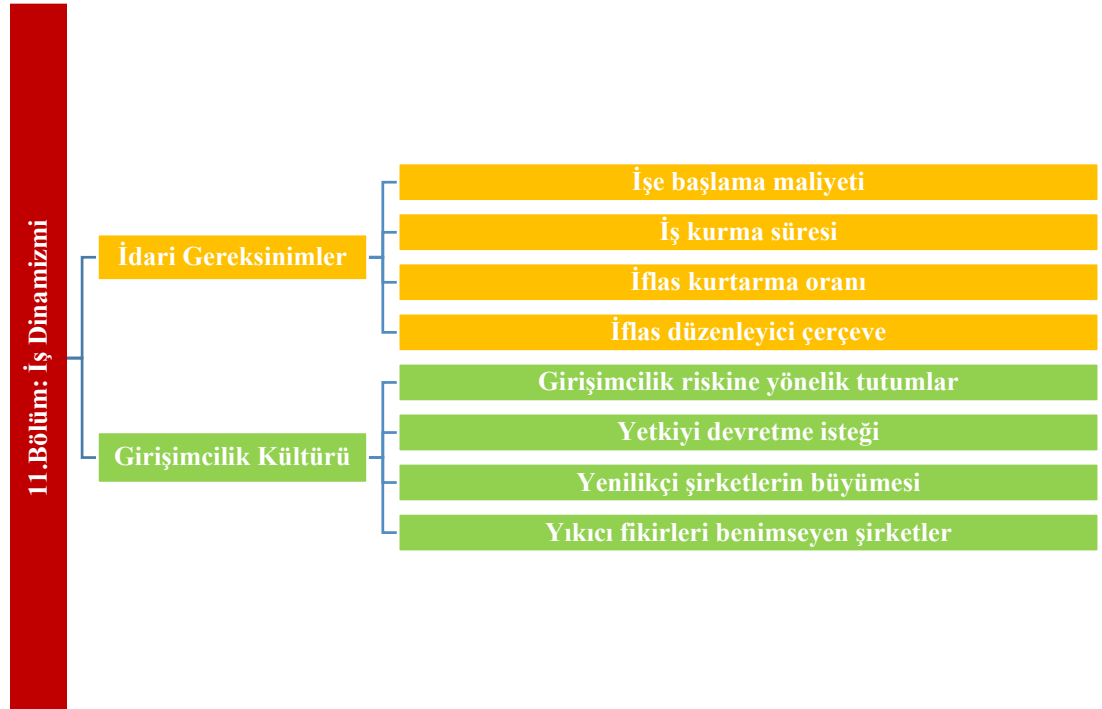 11.Bölüm: İş Dinamizmi
İdari Gereksinimler
İşe başlama maliyeti
İş kurma süresi
İflas kurtarma oranı
İflas düzenleyici çerçeve
Girişimcilik Kültürü
Girişimcilik riskine yönelik tutumlar
Yetkiyi devretme isteği
Yenilikçi şirketlerin büyümesi
Yıkıcı fikirleri benimseyen şirketler